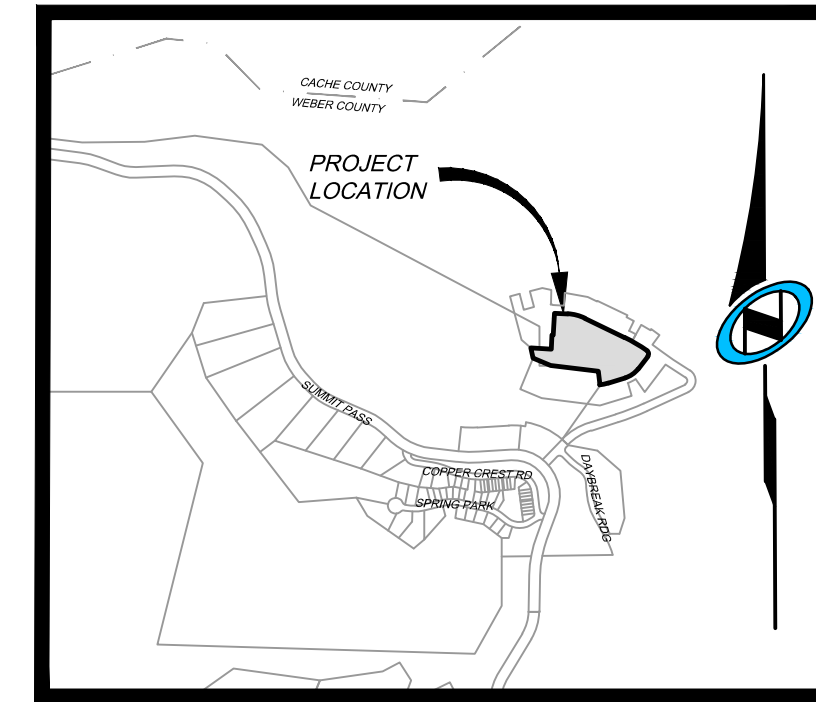 CACHE COUNTY
WEBER COUNTY
PROJECT
LOCATION
SUMMIT PASS
COPPER CREST RD
SPRING PARK
DAYBREAK RDG